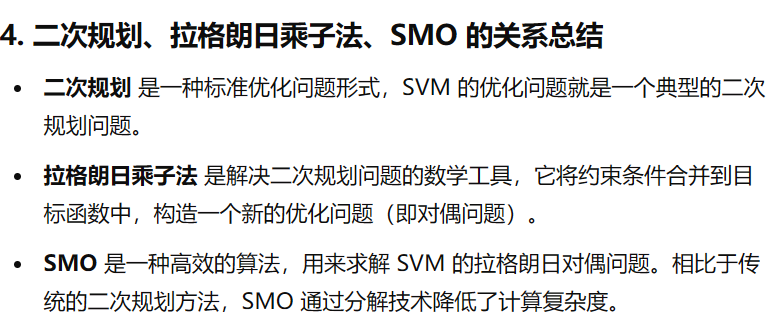 4. 二次规划、拉格朗日乘子法、SMO 的关系总结
• 二次规划 是一种标准优化问题形式，SVM 的优化问题就是一个典型的二次
规划问题。
• 拉格朗日乘子法 是解决二次规划问题的数学工具，它将约束条件合并到目
标函数中，构造一个新的优化问题（即对偶问题）。
• SMO 是一种高效的算法，用来求解 SVM 的拉格朗日对偶问题。相比于传
统的二次规划方法，SMO 通过分解技术降低了计算复杂度。